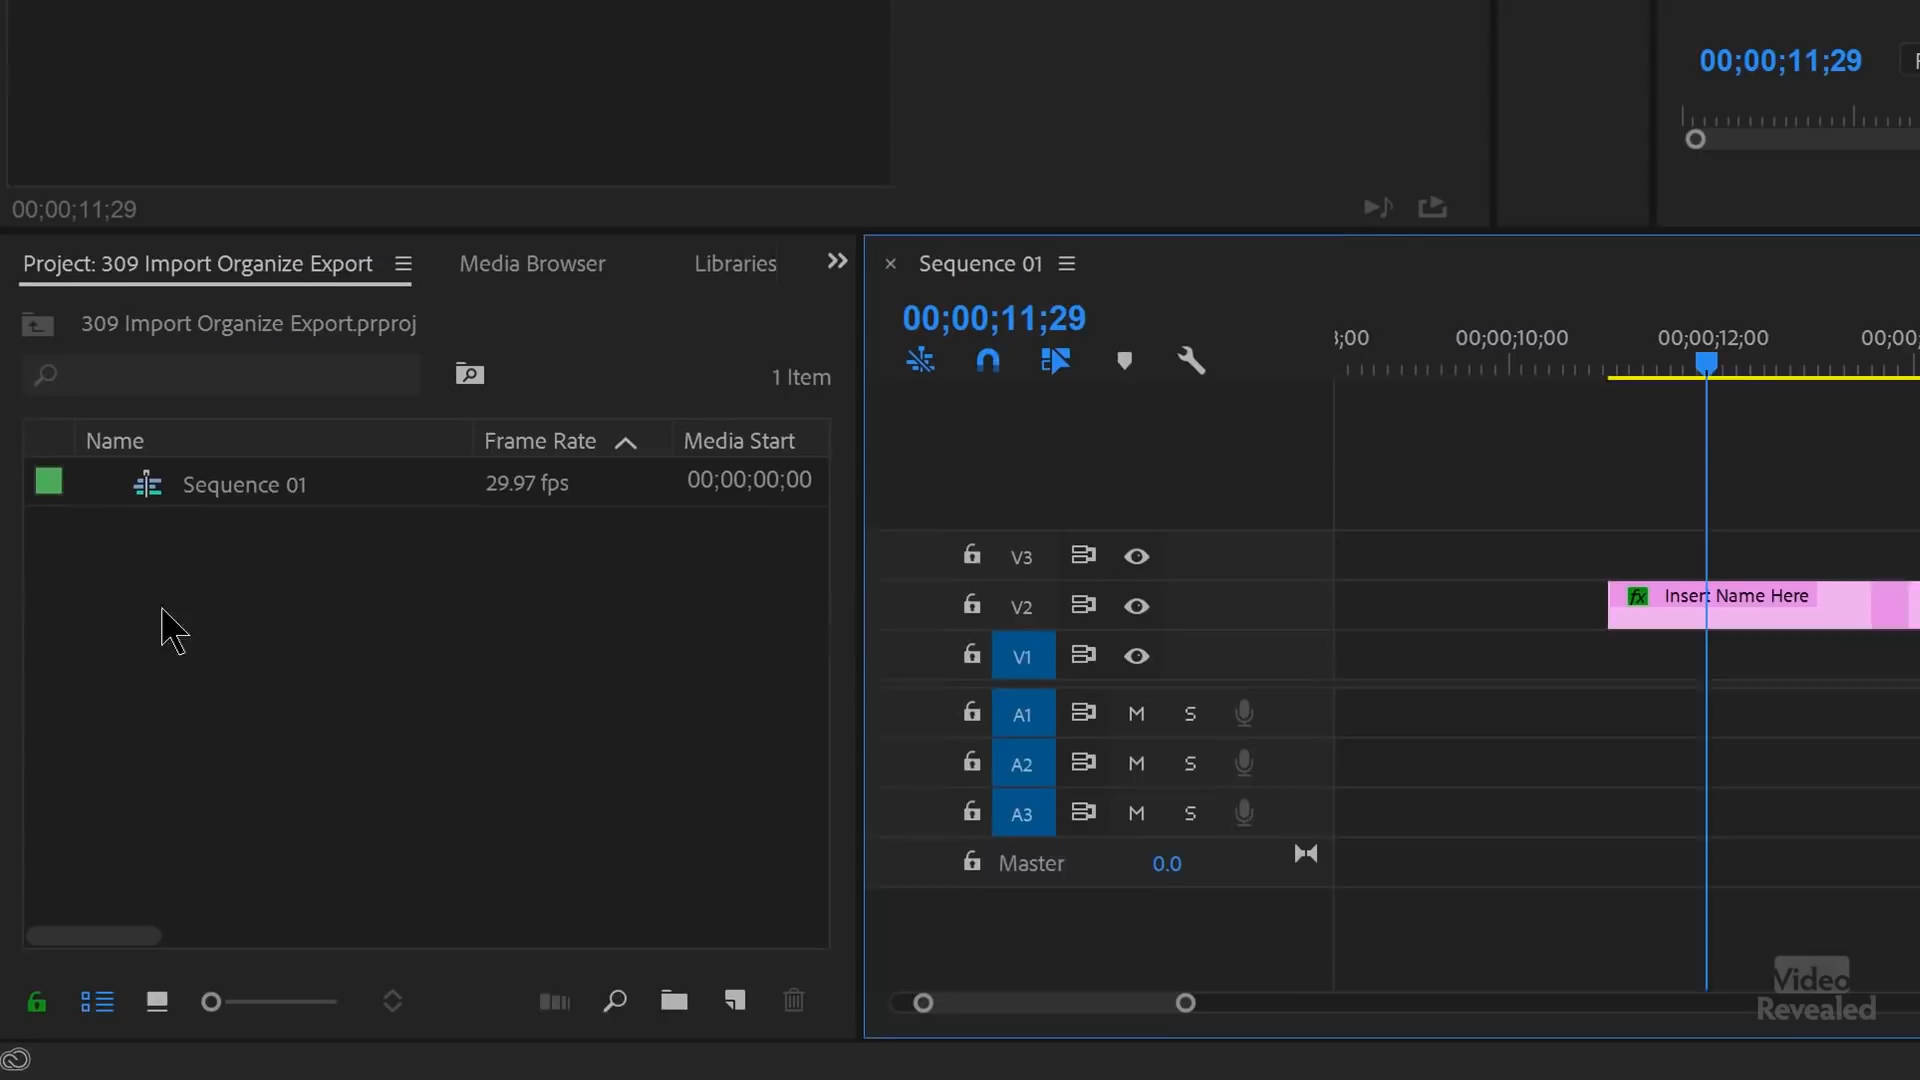 00;00;11;29
00;00;11;29
Project: 309 Import Organize Export
Media Browser
Libraries
309 Import Organize Export.prproj
1 Item
Name
Frame Rate
Media Start
Sequence 01
29.97 fps
00;00;00;00
Sequence 01
00;00;11;29
;00
00;00;10;00
00;00;12;00
00;00;
V3
V2
fx Insert Name Here
V1
A1 M S
A2 M S
A3 M S
Master 0.0
Video
Revealed